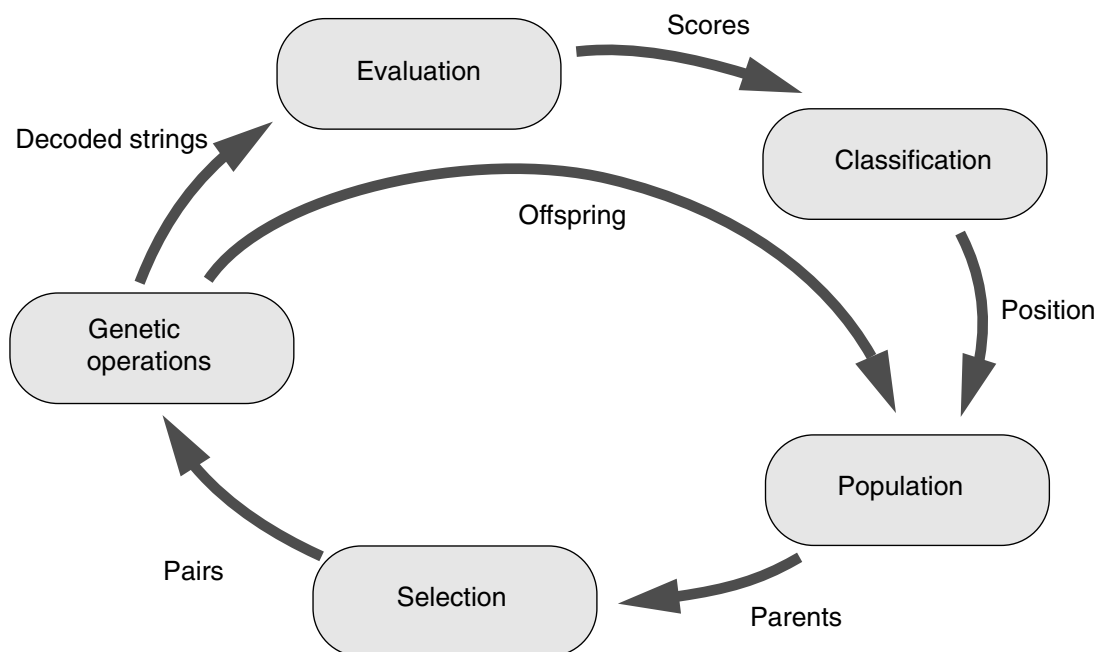 Scores
Evaluation
Decoded strings
Classification
Offspring
Position
Genetic
operations
Population
Pairs
Selection
Parents